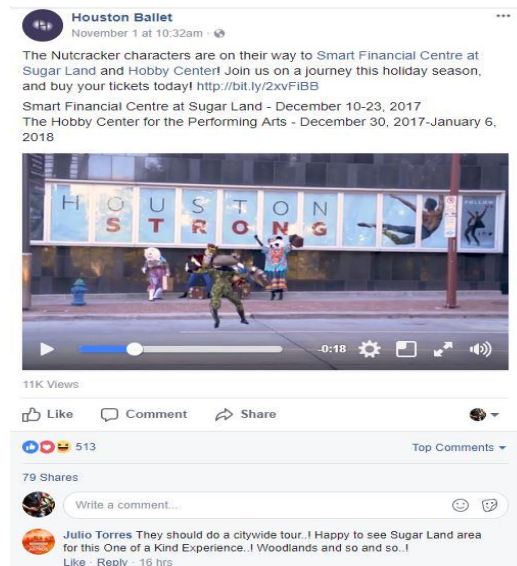 Houston Ballet
November 1 at 10:32am ·
The Nutcracker characters are on their way to Smart Financial Centre at
Sugar Land and Hobby Center! Join us on a journey this holiday season,
and buy your tickets today! http://bit.ly/2xvFiBB
Smart Financial Centre at Sugar Land - December 10-23, 2017
The Hobby Center for the Performing Arts - December 30, 2017-January 6,
2018
HOUSTON
STRONG
FOLLOW
-0:18
11K Views
Like Comment Share
513 Top Comments
79 Shares
Write a comment...
Julio Torres They should do a citywide tour..! Happy to see Sugar Land area
for this One of a Kind Experience..! Woodlands and so and so..!
Like · Reply · 16 hrs